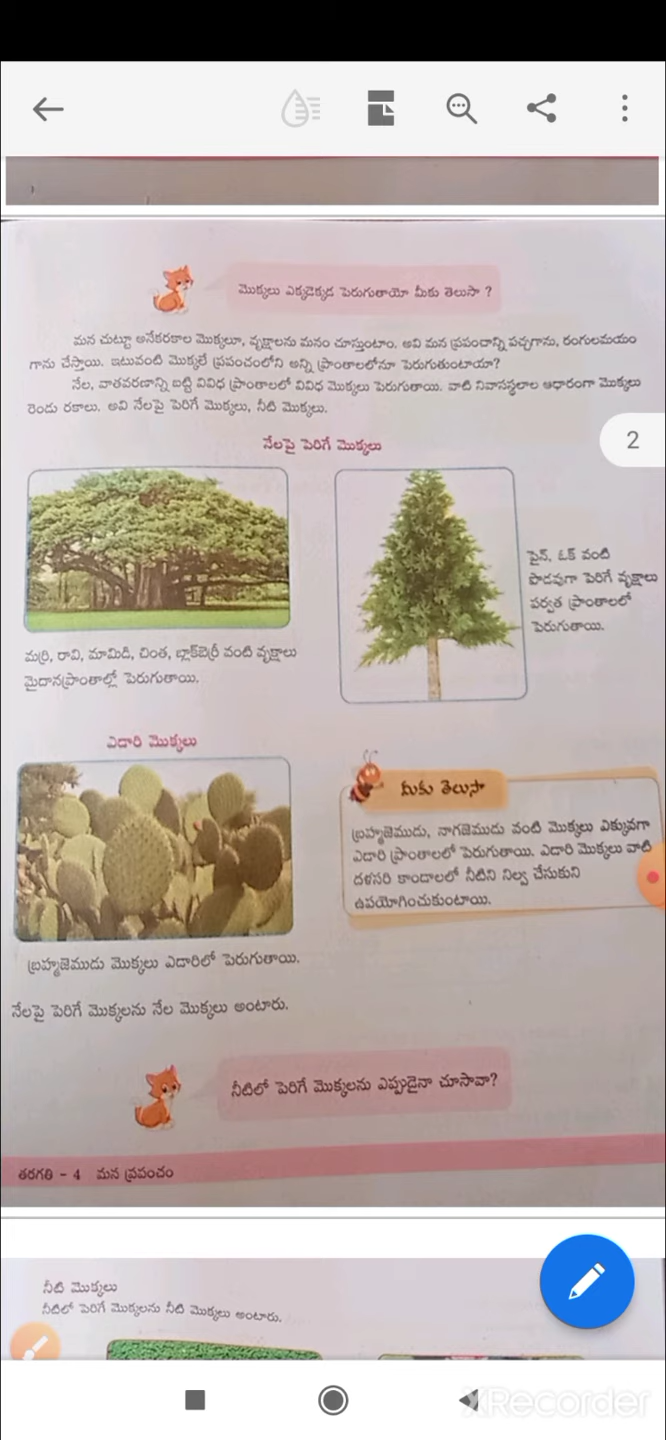 మొక్కలు ఎక్కడెక్కడ పెరుగుతాయో మీకు తెలుసా ?
మన చుట్టూ అనేకరకాల మొక్కలూ, వృక్షాలను మనం చూస్తుంటాం. అవి మన ప్రపంచాన్ని పచ్చగాను, రంగులమయం
గాను చేస్తాయి. ఇటువంటి మొక్కలే ప్రపంచంలోని అన్ని ప్రాంతాలలోనూ పెరుగుతుంటాయా?
నేల, వాతవరణాన్ని బట్టి వివిధ ప్రాంతాలలో వివిధ మొక్కలు పెరుగుతాయి. వాటి నివాసస్థలాల ఆధారంగా మొక్కలు
రెండు రకాలు. అవి నేలపై పెరిగే మొక్కలు, నీటి మొక్కలు.
2
నేలపై పెరిగే మొక్కలు
పైన్, ఓక్ వంటి
పొడవుగా పెరిగే వృక్షాలు
పర్వత ప్రాంతాలలో
పెరుగుతాయి.
మర్రి, రావి, మామిడి, చింత, బ్లాక్‌బెర్రీ వంటి వృక్షాలు
మైదానప్రాంతాల్లో పెరుగుతాయి.
ఎడారి మొక్కలు
మీకు తెలుసా
బ్రహ్మజెముడు, నాగజెముడు వంటి మొక్కలు ఎక్కువగా
ఎడారి ప్రాంతాలలో పెరుగుతాయి. ఎడారి మొక్కలు వాటి
దళసరి కాండాలలో నీటిని నిల్వ చేసుకుని
ఉపయోగించుకుంటాయి.
బ్రహ్మజెముడు మొక్కలు ఎడారిలో పెరుగుతాయి.
నేలపై పెరిగే మొక్కలను నేల మొక్కలు అంటారు.
నీటిలో పెరిగే మొక్కలను ఎప్పుడైనా చూసావా?
తరగతి - 4 మన ప్రపంచం
నీటి మొక్కలు
నీటిలో పెరిగే మొక్కలను నీటి మొక్కలు అంటారు.
XRecorder